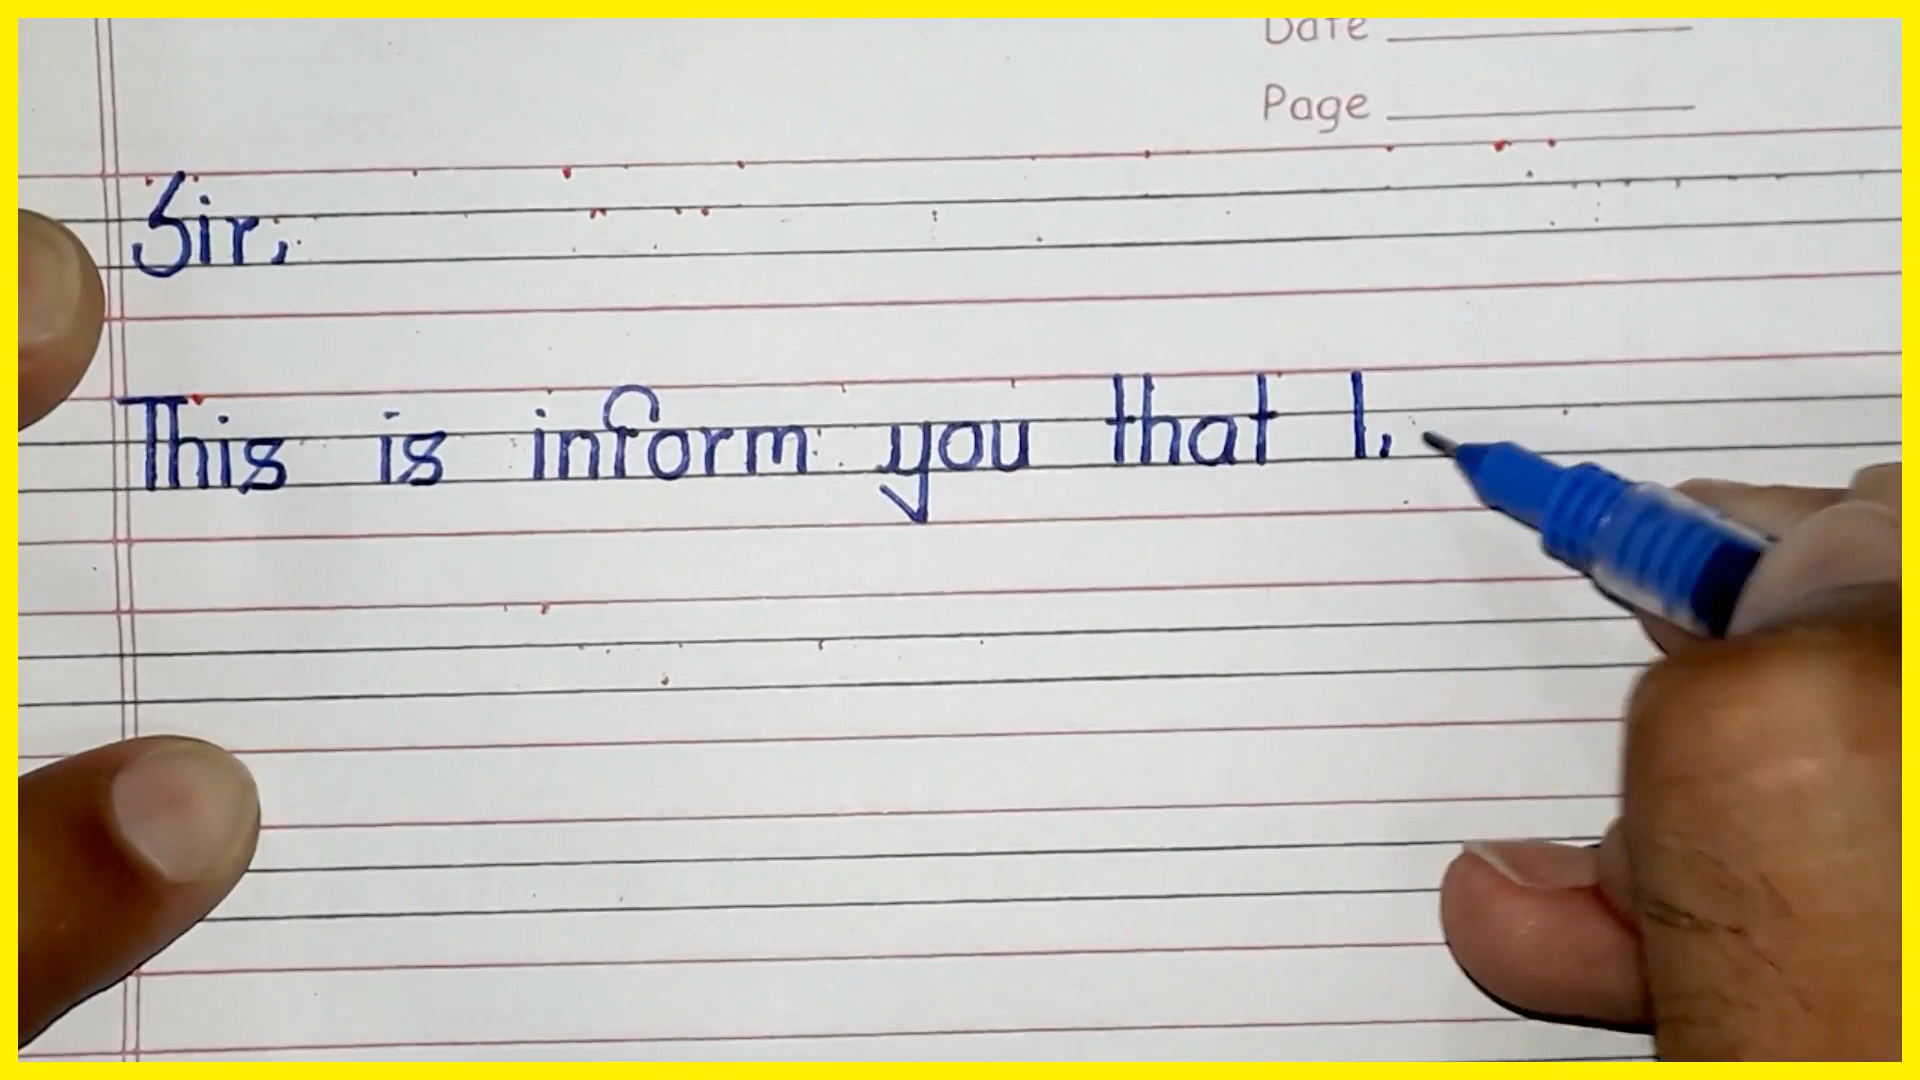 Date
Page
Sir,
This is inform you that I,